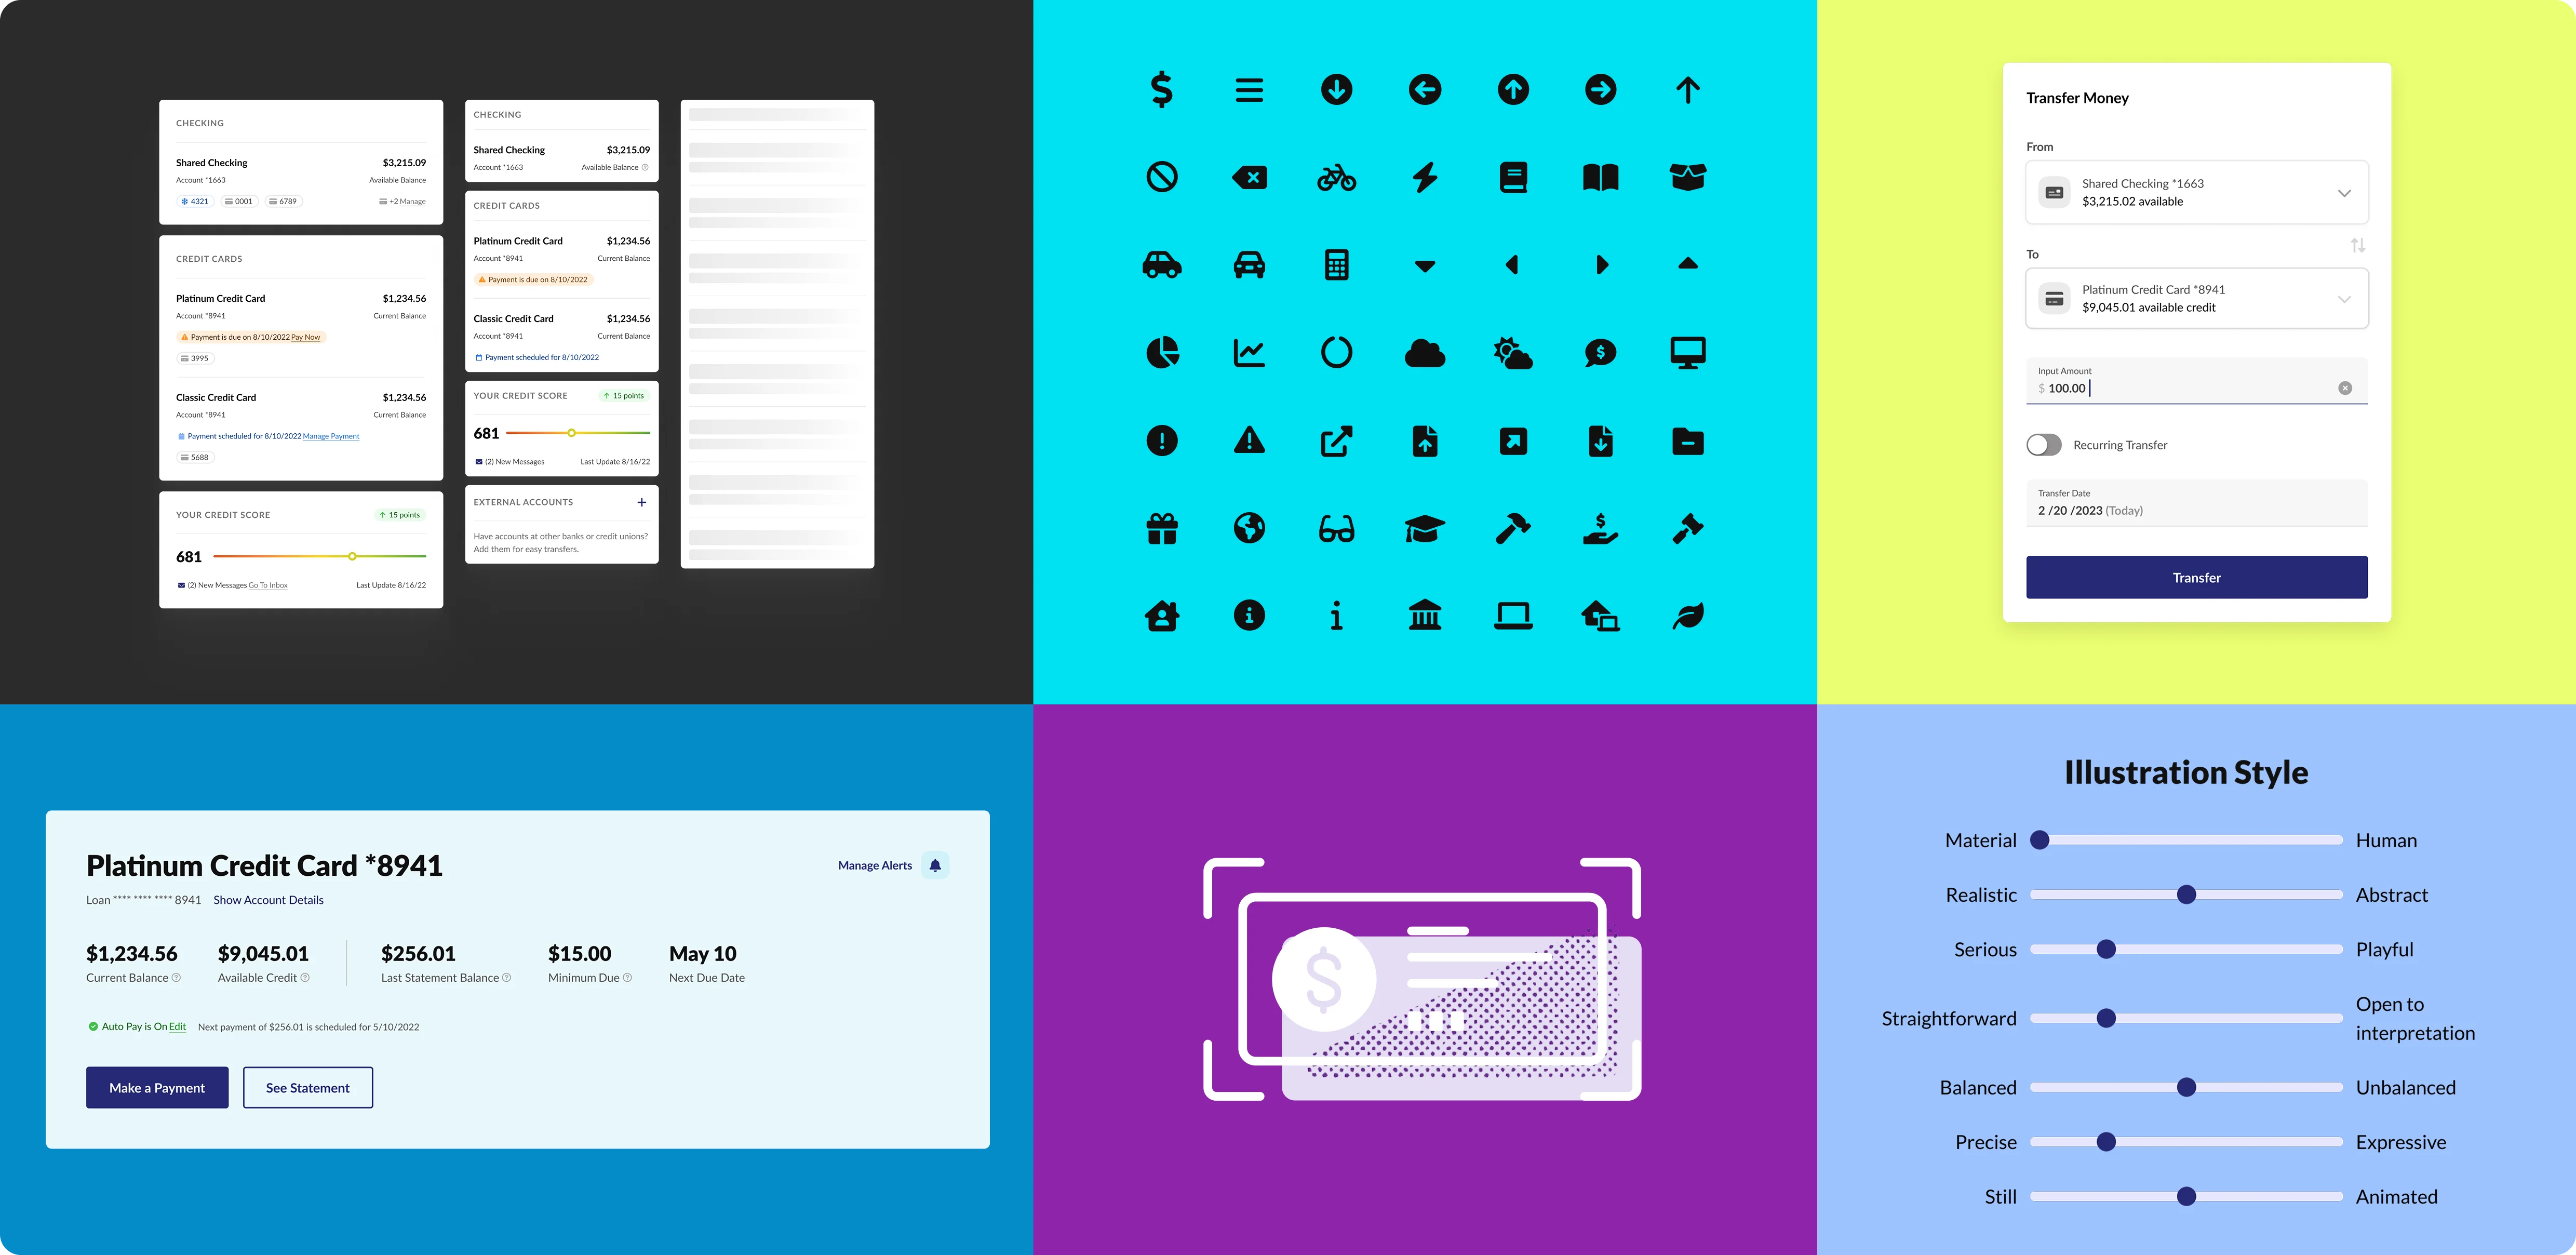 CHECKING
Shared Checking $3,215.09
Account *1663 Available Balance
4321 0001 6789 +2 Manage
CREDIT CARDS
Platinum Credit Card $1,234.56
Account *8941 Current Balance
Payment is due on 8/10/2022 Pay Now
3995
Classic Credit Card $1,234.56
Account *8941 Current Balance
Payment scheduled for 8/10/2022 Manage Payment
5688
YOUR CREDIT SCORE 15 points
681
(2) New Messages Go To Inbox Last Update 8/16/22
CHECKING
Shared Checking $3,215.09
Account *1663 Available Balance
CREDIT CARDS
Platinum Credit Card $1,234.56
Account *8941 Current Balance
Payment is due on 8/10/2022
Classic Credit Card $1,234.56
Account *8941 Current Balance
Payment scheduled for 8/10/2022
YOUR CREDIT SCORE 15 points
681
(2) New Messages Last Update 8/16/22
EXTERNAL ACCOUNTS +
Have accounts at other banks or credit unions?
Add them for easy transfers.
Transfer Money
From
Shared Checking *1663
$3,215.02 available
To
Platinum Credit Card *8941
$9,045.01 available credit
Input Amount
$ 100.00
Recurring Transfer
Transfer Date
2 /20 /2023 (Today)
Transfer
Platinum Credit Card *8941 Manage Alerts
Loan **** **** **** 8941 Show Account Details
$1,234.56 $9,045.01 $256.01 $15.00 May 10
Current Balance Available Credit Last Statement Balance Minimum Due Next Due Date
Auto Pay is On Edit Next payment of $256.01 is scheduled for 5/10/2022
Make a Payment See Statement
Illustration Style
Material Human
Realistic Abstract
Serious Playful
Straightforward Open to
interpretation
Balanced Unbalanced
Precise Expressive
Still Animated